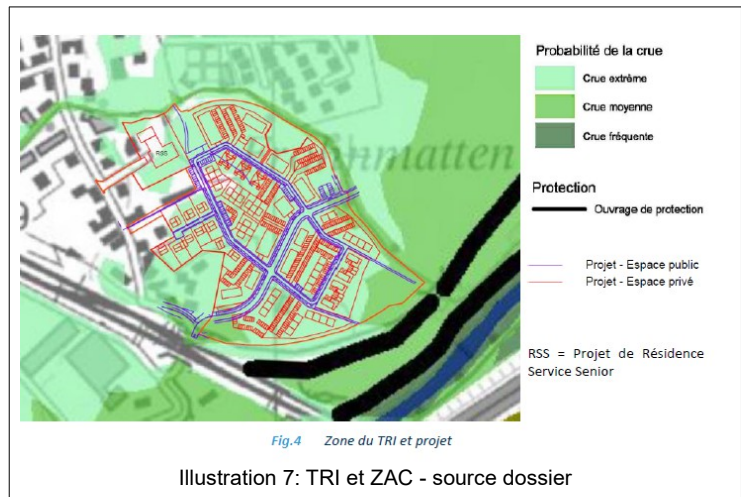 Probabilité de la crue
Crue extrême
Crue moyenne
Crue fréquente
Protection
Ouvrage de protection
Projet - Espace public
Projet - Espace privé
RSS = Projet de Résidence
Service Senior
RSS
Fig.4 Zone du TRI et projet
Illustration 7: TRI et ZAC - source dossier